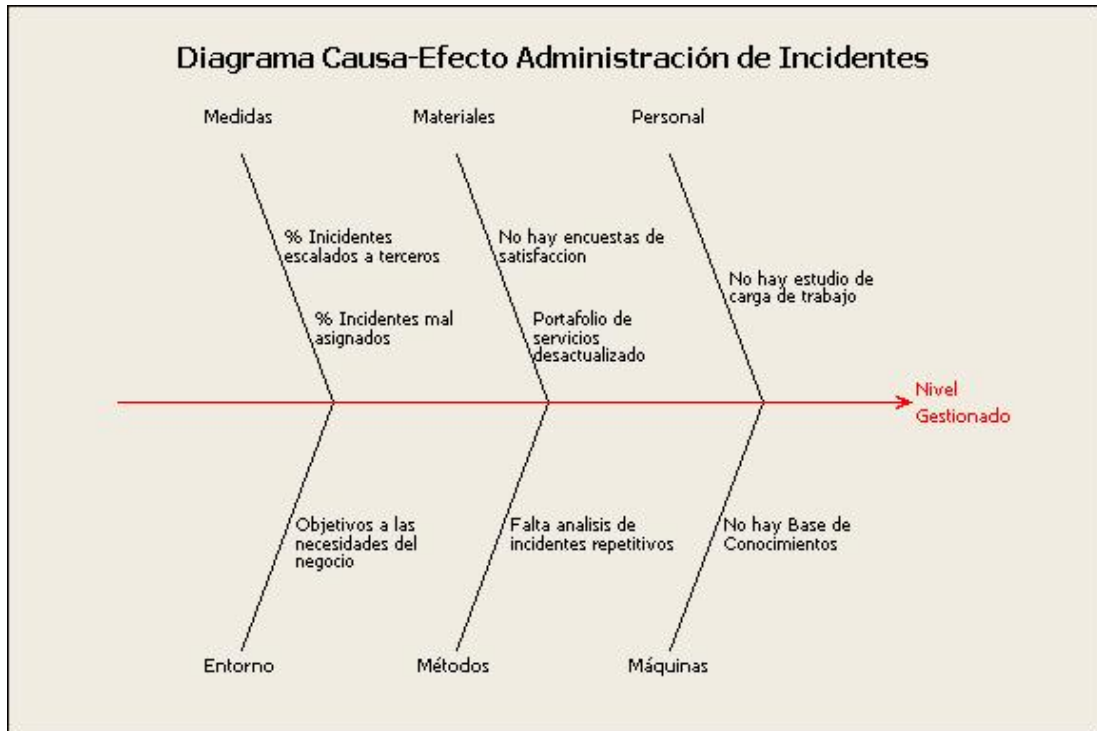 Diagrama Causa-Efecto Administración de Incidentes
Medidas
Materiales
Personal
% Inicidentes
escalados a terceros
% Incidentes mal
asignados
No hay encuestas de
satisfaccion
Portafolio de
servicios
desactualizado
No hay estudio de
carga de trabajo
Nivel
Gestionado
Objetivos a las
necesidades del
negocio
Falta analisis de
incidentes repetitivos
No hay Base de
Conocimientos
Entorno
Métodos
Máquinas